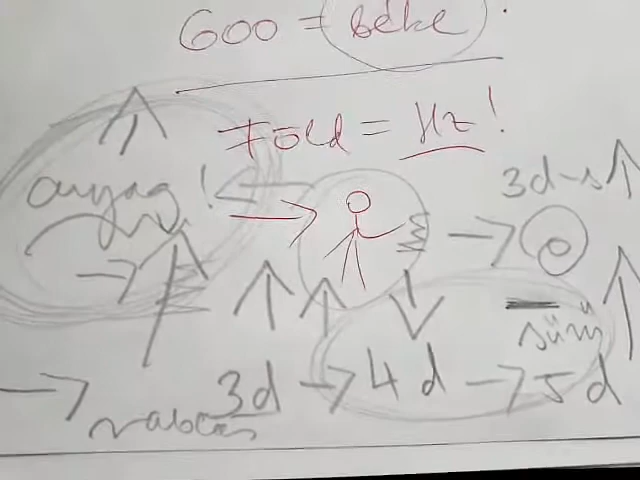 600 = béke
Föld = Hz!
3d-s
anyag!
3d → 4d → 5d